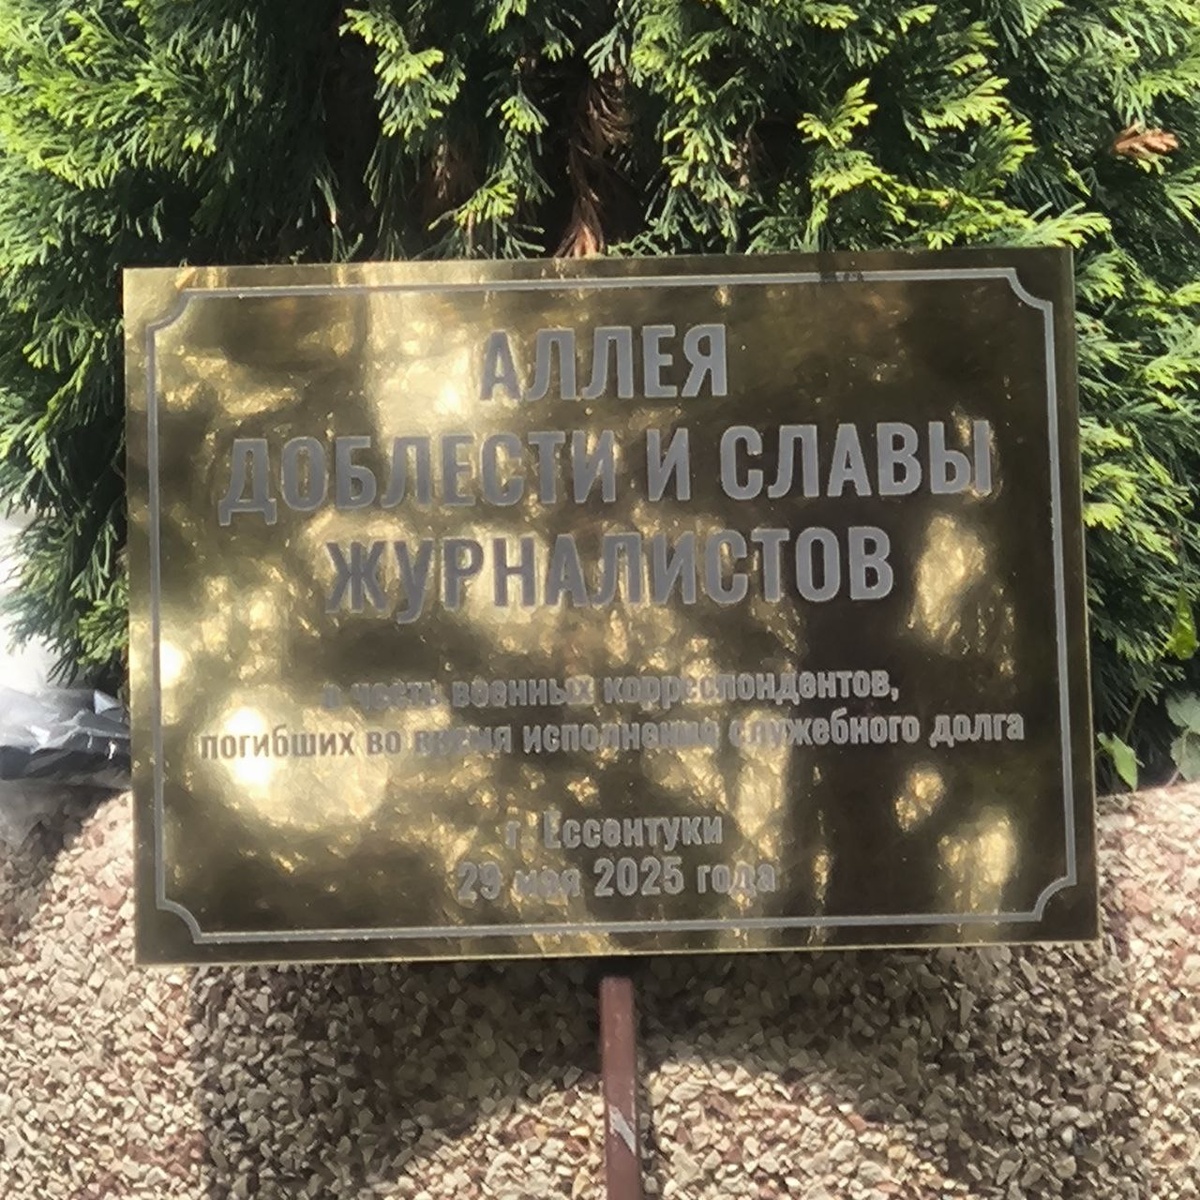 АЛЛЕЯ
ДОБЛЕСТИ И СЛАВЫ
ЖУРНАЛИСТОВ
в честь военных корреспондентов,
погибших во время исполнения служебного долга
г. Ессентуки
29 мая 2025 года